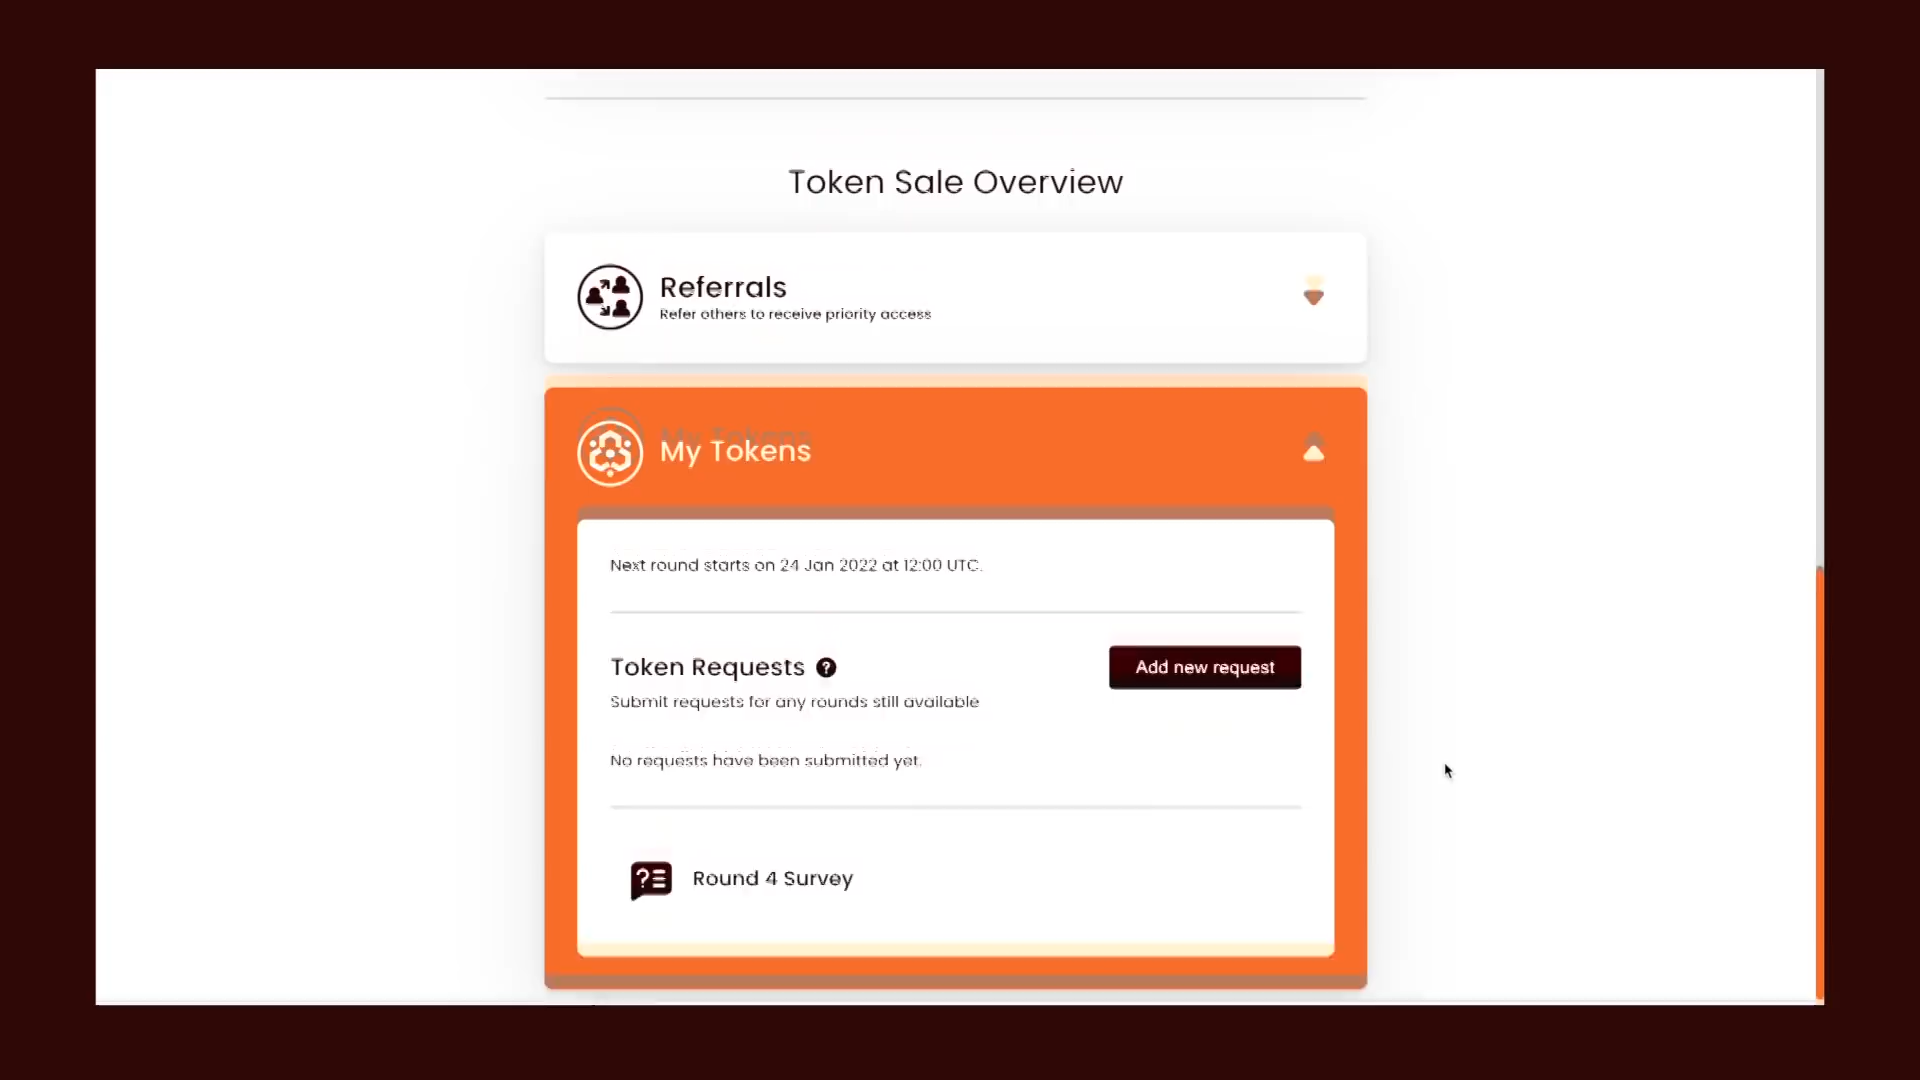 Token Sale Overview
Referrals
Refer others to receive priority access
My Tokens
Next round starts on 24 Jan 2022 at 12:00 UTC.
Token Requests ?
Add new request
Submit requests for any rounds still available
No requests have been submitted yet.
Round 4 Survey